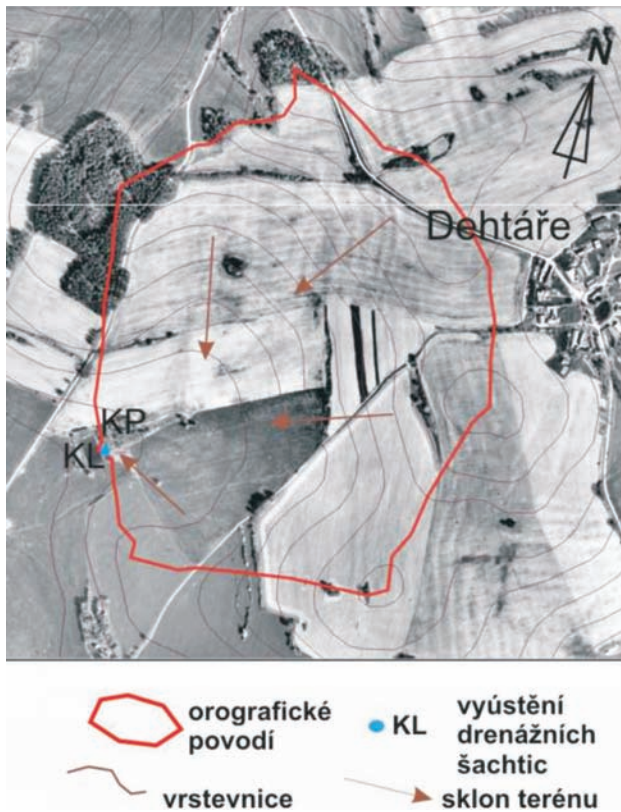 N
Dehtáře
KP
KL
orografické
povodí
KL
vyústění
drenážních
šachtic
vrstevnice
sklon terénu